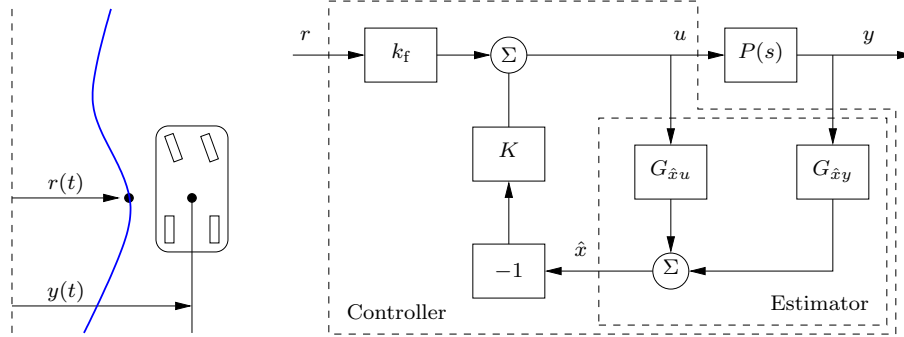 r(t)
y(t)
r
k_f
Σ
u
P(s)
y
K
G_{x̂u}
G_{x̂y}
x̂
−1
Σ
Controller
Estimator